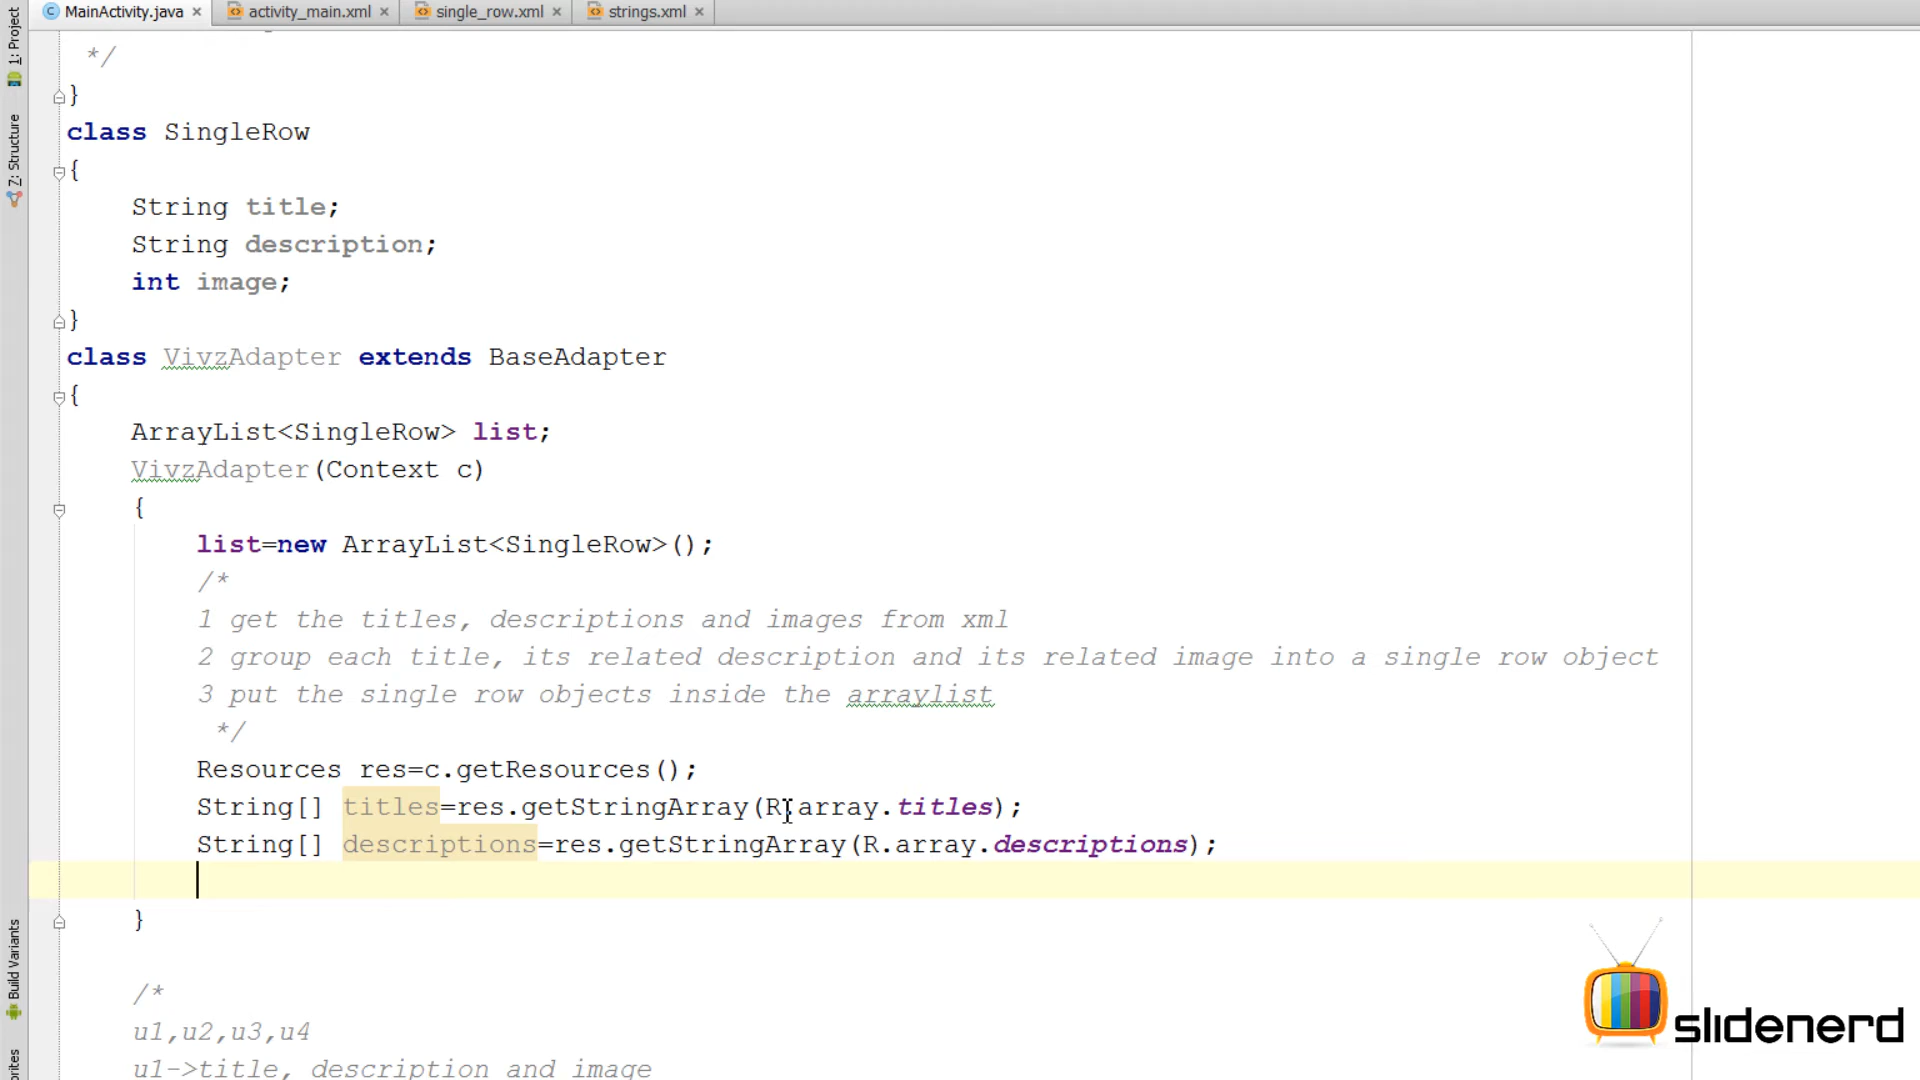 MainActivity.java × activity_main.xml × single_row.xml × strings.xml ×
1: Project
7: Structure
Build Variants
*/
}
class SingleRow
{
String title;
String description;
int image;
}
class VivzAdapter extends BaseAdapter
{
ArrayList<SingleRow> list;
VivzAdapter(Context c)
{
list=new ArrayList<SingleRow>();
/*
1 get the titles, descriptions and images from xml
2 group each title, its related description and its related image into a single row object
3 put the single row objects inside the arraylist
*/
Resources res=c.getResources();
String[] titles=res.getStringArray(R.array.titles);
String[] descriptions=res.getStringArray(R.array.descriptions);
}
/*
u1,u2,u3,u4
u1->title, description and image
slidenerd